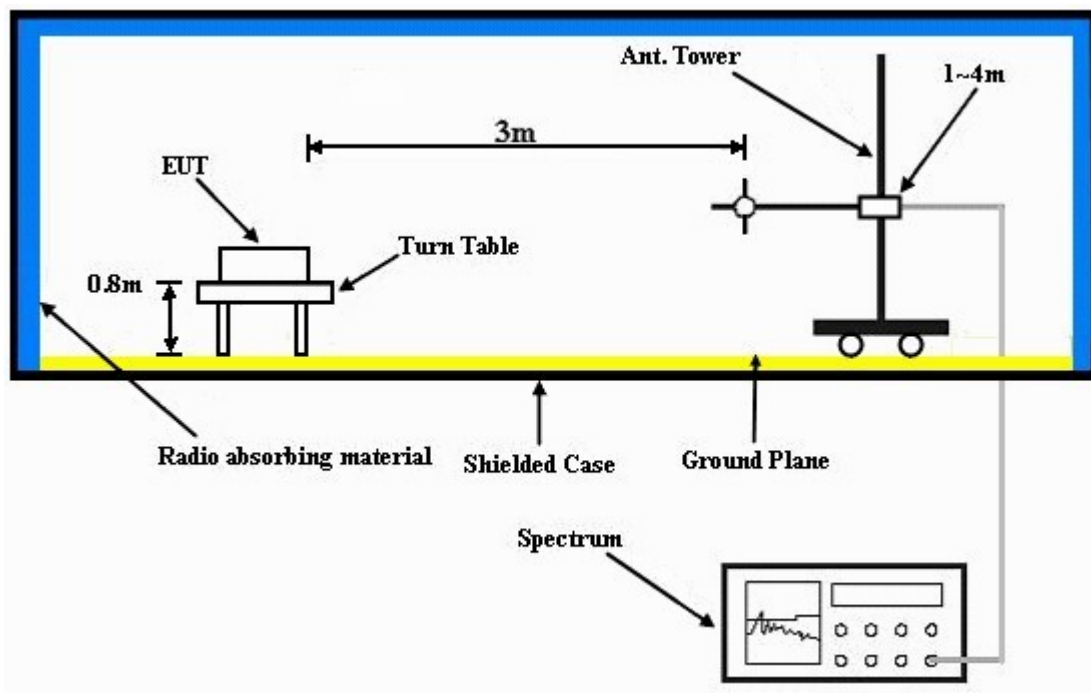 Ant. Tower
1~4m
3m
EUT
Turn Table
0.8m
Radio absorbing material
Shielded Case
Ground Plane
Spectrum